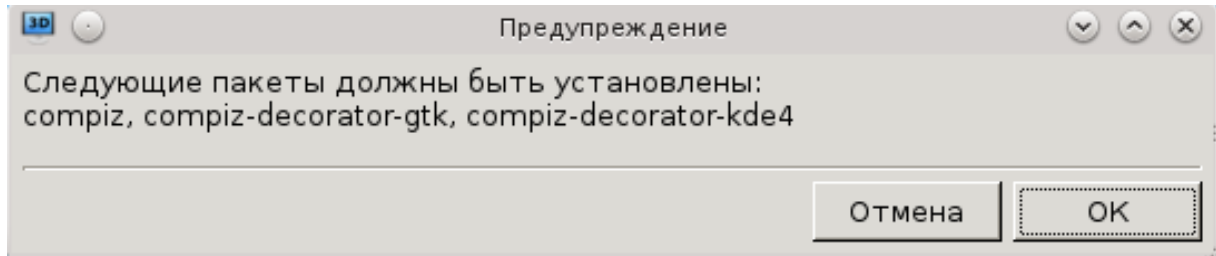 3D
Предупреждение
Следующие пакеты должны быть установлены:
compiz, compiz-decorator-gtk, compiz-decorator-kde4
Отмена
OK